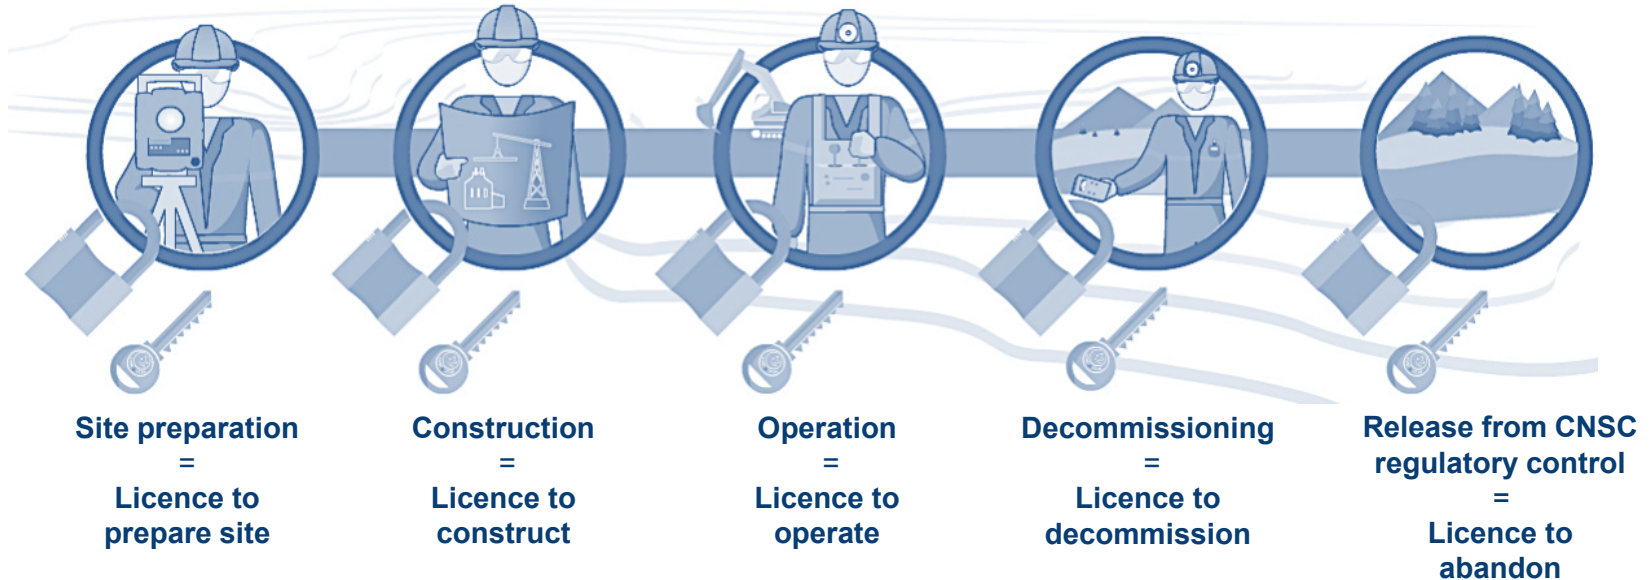 Site preparation
=
Licence to
prepare site
Construction
=
Licence to
construct
Operation
=
Licence to
operate
Decommissioning
=
Licence to
decommission
Release from CNSC
regulatory control
=
Licence to
abandon